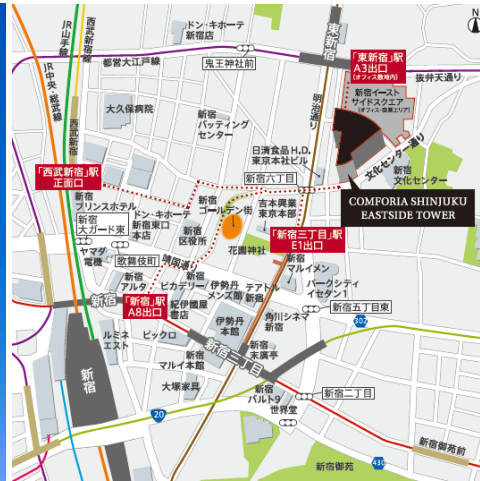 N
ドン・キホーテ
新宿店
東新宿
「東新宿」駅
A3出口
(オフィス敷地内)
JR山手線
西武新宿線
都営大江戸線
鬼王神社前
抜弁天通り
JR中央・総武線
大久保病院
新宿
バッティング
センター
明治通り
新宿イースト
サイドスクエア
(オフィス・商業エリア)
西武新宿
日清食品H.D.
東京本社ビル
文化センター通り
新宿
文化センター
「西武新宿」駅
正面口
新宿六丁目
COMFORIA SHINJUKU
EASTSIDE TOWER
新宿
プリンスホテル
ドン・キホーテ
新宿東口
本店
新宿
ゴールデン街
吉本興業
東京本部
新宿
大ガード東
新宿
区役所
花園神社
「新宿三丁目」駅
E1出口
ヤマダ
電機
歌舞伎町
靖国通り
新宿
アルタ
新宿
ピカデリー
伊勢丹
メンズ館
テアトル
新宿
新宿
マルイメン
パークシティ
イセタン1
新宿
「新宿」駅
A8出口
紀伊國屋
書店
伊勢丹
本館
角川シネマ
新宿
新宿五丁目東
302
ルミネ
エスト
ビックロ
新宿三丁目
新宿
末廣亭
新宿
マルイ本館
新宿
大塚家具
新宿
バルト9
新宿二丁目
世界堂
20
新宿御苑前
新宿御苑
430